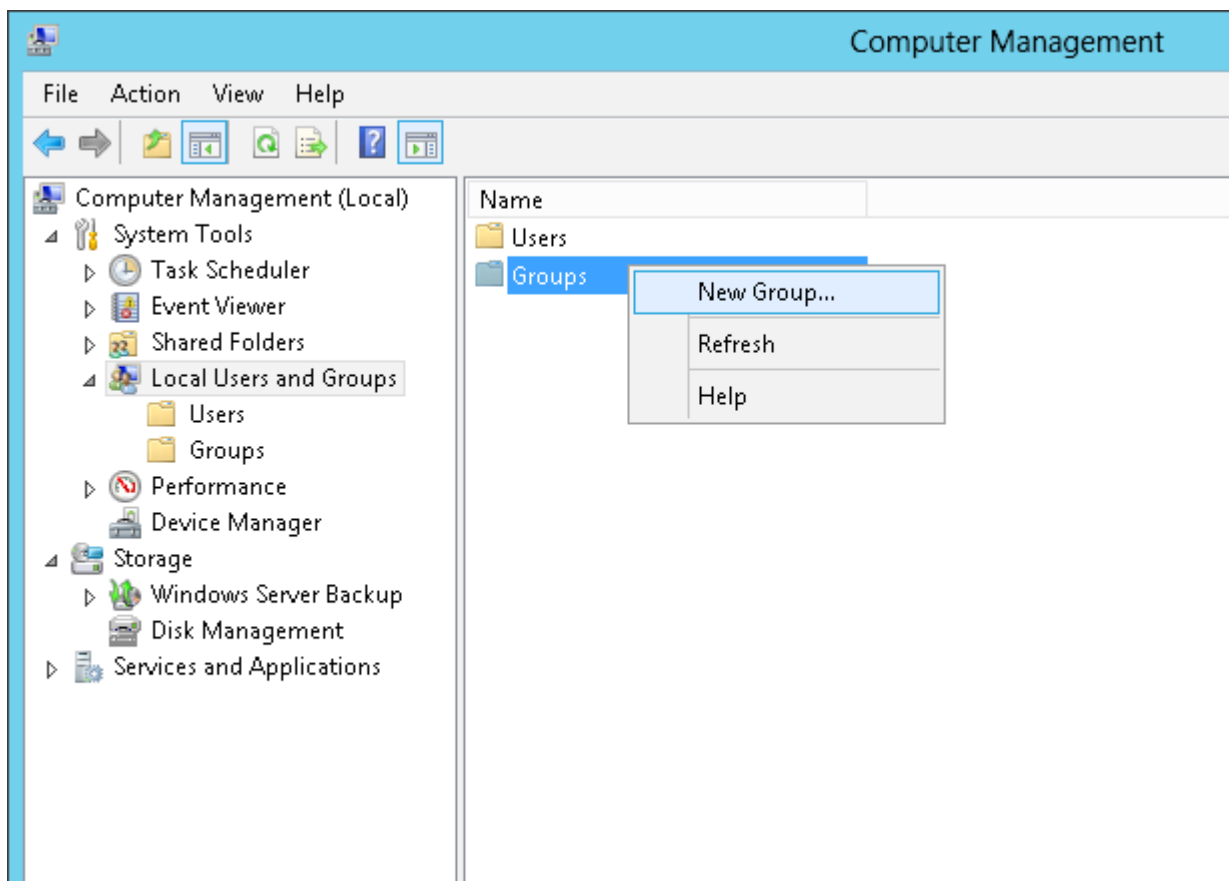 Computer Management
File Action View Help
Computer Management (Local)
System Tools
Task Scheduler
Event Viewer
Shared Folders
Local Users and Groups
Users
Groups
Performance
Device Manager
Storage
Windows Server Backup
Disk Management
Services and Applications
Name
Users
Groups
New Group...
Refresh
Help